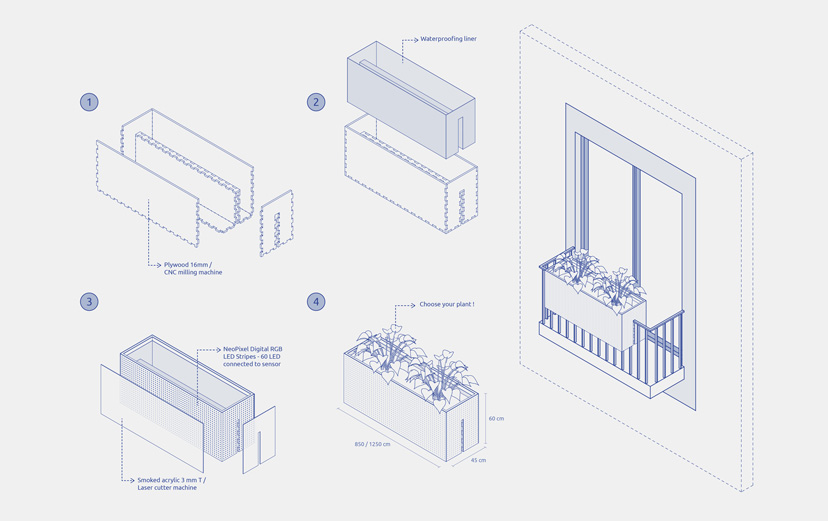 1
Plywood 16mm /
CNC milling machine
2
Waterproofing liner
3
NeoPixel Digital RGB
LED Stripes - 60 LED
connected to sensor
Smoked acrylic 3 mm T /
Laser cutter machine
4
Choose your plant !
850 / 1250 cm
60 cm
45 cm